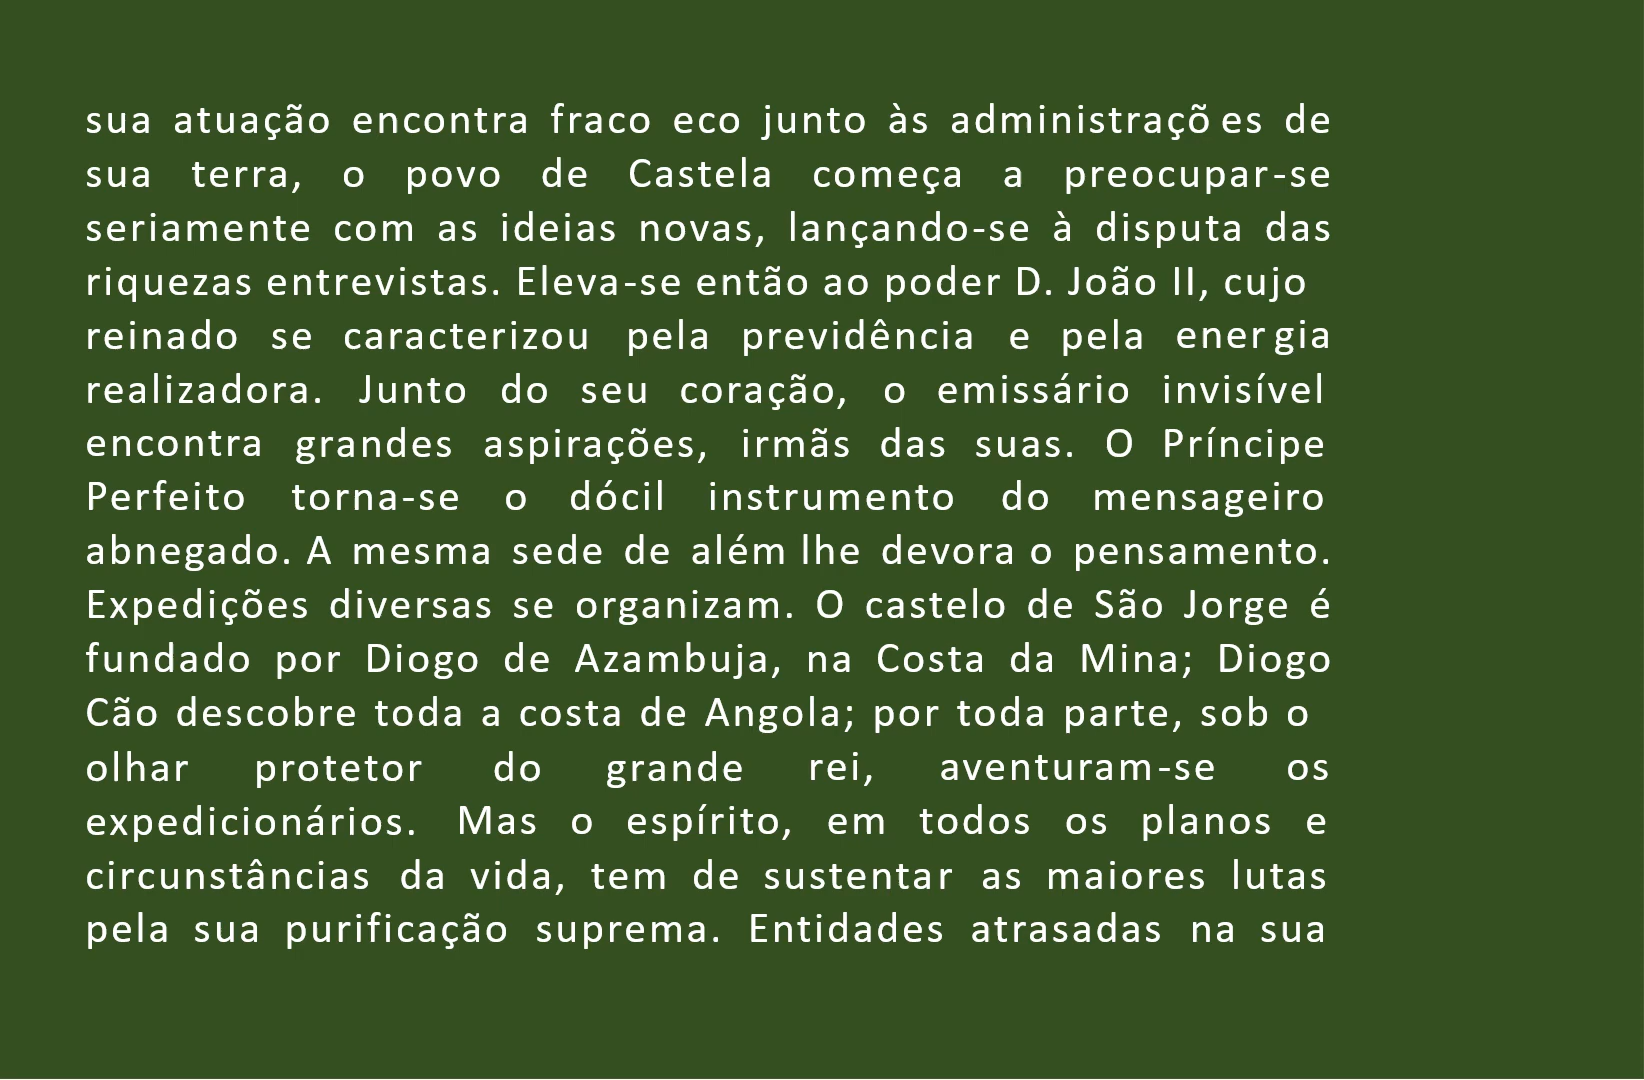 sua atuação encontra fraco eco junto às administrações de
sua terra, o povo de Castela começa a preocupar-se
seriamente com as ideias novas, lançando-se à disputa das
riquezas entrevistas. Eleva-se então ao poder D. João II, cujo
reinado se caracterizou pela previdência e pela energia
realizadora. Junto do seu coração, o emissário invisível
encontra grandes aspirações, irmãs das suas. O Príncipe
Perfeito torna-se o dócil instrumento do mensageiro
abnegado. A mesma sede de além lhe devora o pensamento.
Expedições diversas se organizam. O castelo de São Jorge é
fundado por Diogo de Azambuja, na Costa da Mina; Diogo
Cão descobre toda a costa de Angola; por toda parte, sob o
olhar protetor do grande rei, aventuram-se os
expedicionários. Mas o espírito, em todos os planos e
circunstâncias da vida, tem de sustentar as maiores lutas
pela sua purificação suprema. Entidades atrasadas na sua